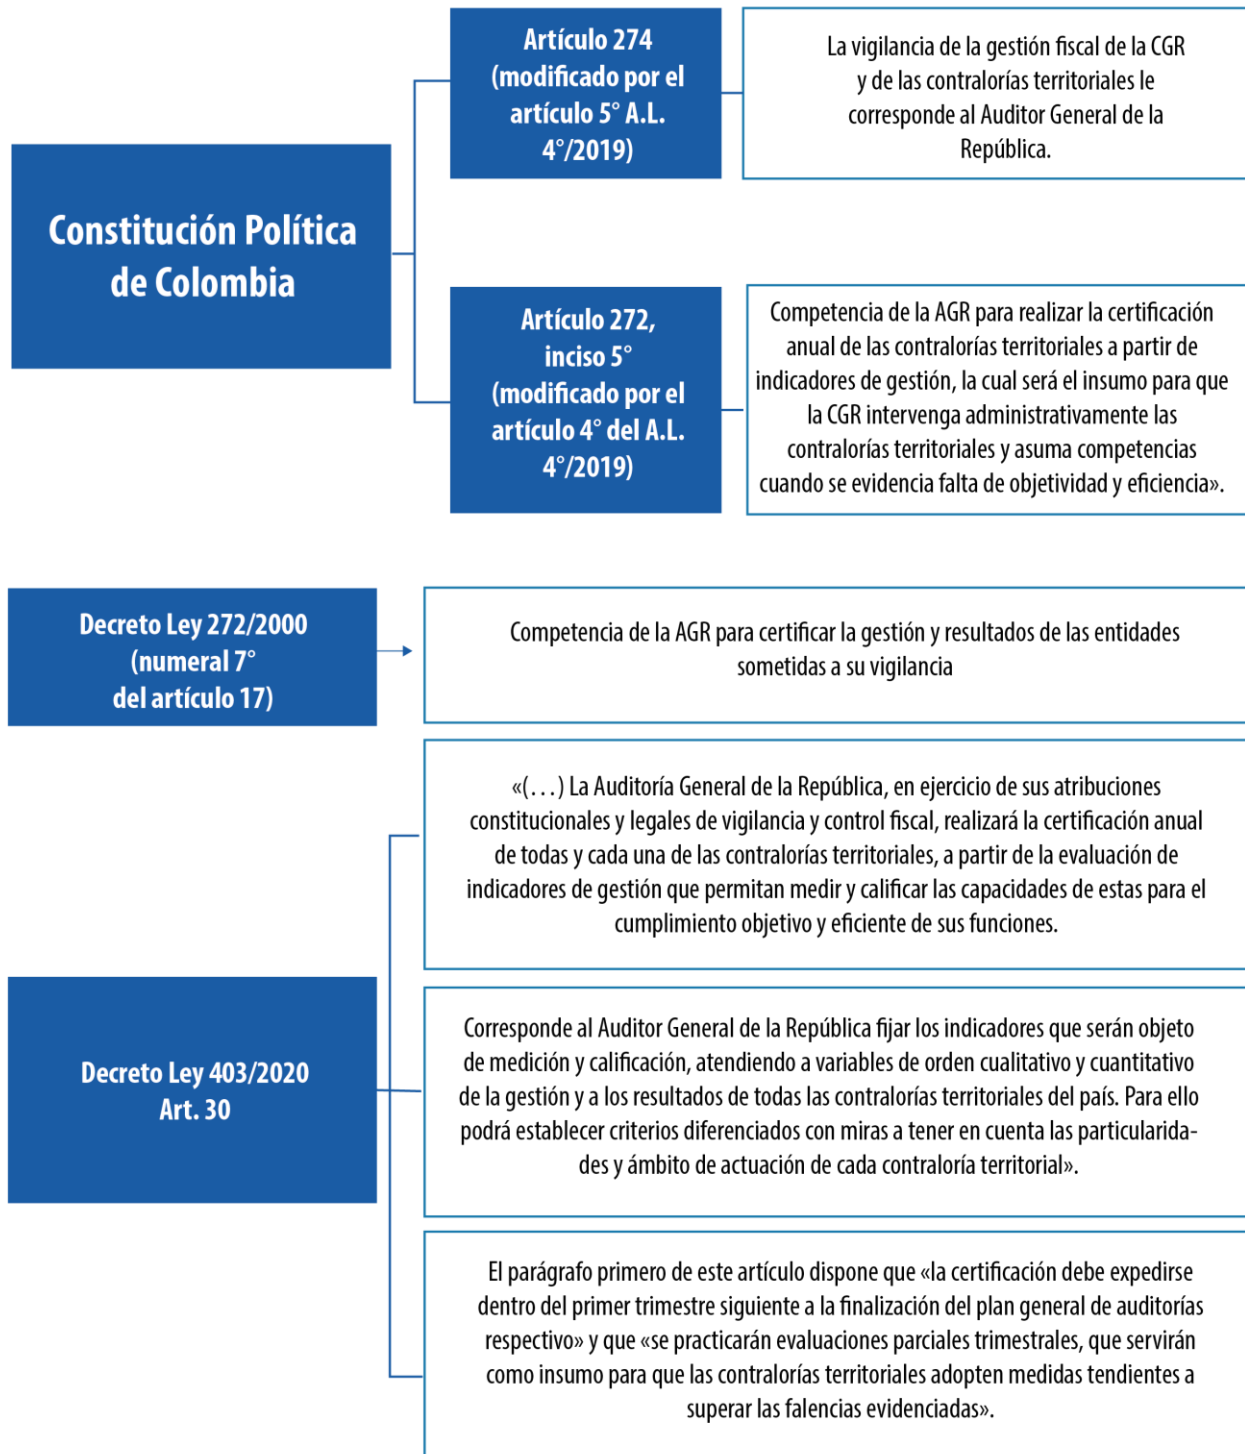 Constitución Política
de Colombia
Artículo 274
(modificado por el
artículo 5° A.L.
4°/2019)
La vigilancia de la gestión fiscal de la CGR
y de las contralorías territoriales le
corresponde al Auditor General de la
República.
Artículo 272,
inciso 5°
(modificado por el
artículo 4° del A.L.
4°/2019)
Competencia de la AGR para realizar la certificación
anual de las contralorías territoriales a partir de
indicadores de gestión, la cual será el insumo para que
la CGR intervenga administrativamente las
contralorías territoriales y asuma competencias
cuando se evidencia falta de objetividad y eficiencia».
Decreto Ley 272/2000
(numeral 7°
del artículo 17)
Competencia de la AGR para certificar la gestión y resultados de las entidades
sometidas a su vigilancia
Decreto Ley 403/2020
Art. 30
«(…) La Auditoría General de la República, en ejercicio de sus atribuciones
constitucionales y legales de vigilancia y control fiscal, realizará la certificación anual
de todas y cada una de las contralorías territoriales, a partir de la evaluación de
indicadores de gestión que permitan medir y calificar las capacidades de estas para el
cumplimiento objetivo y eficiente de sus funciones.
Corresponde al Auditor General de la República fijar los indicadores que serán objeto
de medición y calificación, atendiendo a variables de orden cualitativo y cuantitativo
de la gestión y a los resultados de todas las contralorías territoriales del país. Para ello
podrá establecer criterios diferenciados con miras a tener en cuenta las particularida-
des y ámbito de actuación de cada contraloría territorial».
El parágrafo primero de este artículo dispone que «la certificación debe expedirse
dentro del primer trimestre siguiente a la finalización del plan general de auditorías
respectivo» y que «se practicarán evaluaciones parciales trimestrales, que servirán
como insumo para que las contralorías territoriales adopten medidas tendientes a
superar las falencias evidenciadas».